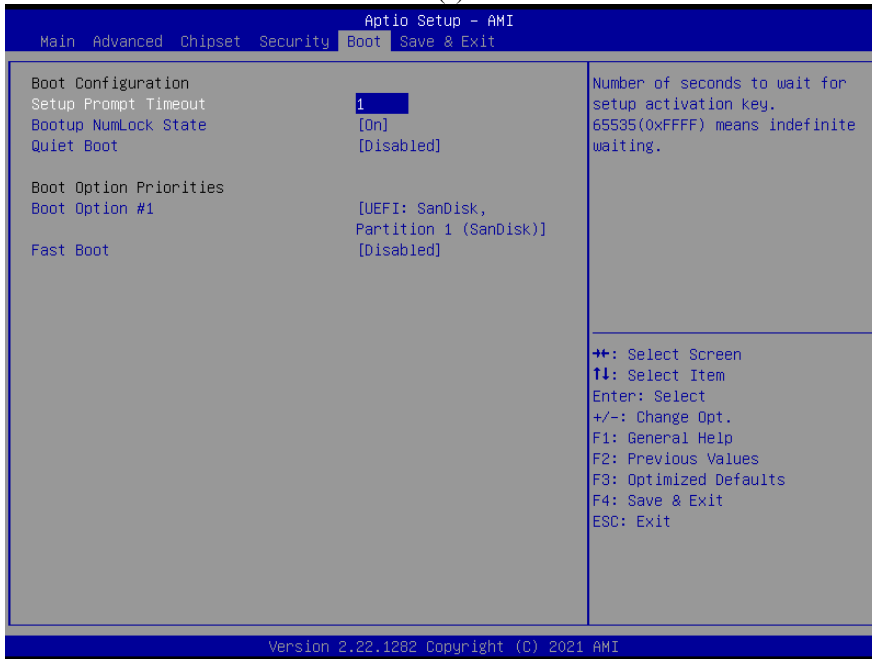 Aptio Setup – AMI
Main Advanced Chipset Security Boot Save & Exit
Boot Configuration
Setup Prompt Timeout 1
Bootup NumLock State [On]
Quiet Boot [Disabled]
Boot Option Priorities
Boot Option #1 [UEFI: SanDisk,
Partition 1 (SanDisk)]
Fast Boot [Disabled]
Number of seconds to wait for
setup activation key.
65535(0xFFFF) means indefinite
waiting.
→←: Select Screen
↑↓: Select Item
Enter: Select
+/-: Change Opt.
F1: General Help
F2: Previous Values
F3: Optimized Defaults
F4: Save & Exit
ESC: Exit
Version 2.22.1282 Copyright (C) 2021 AMI